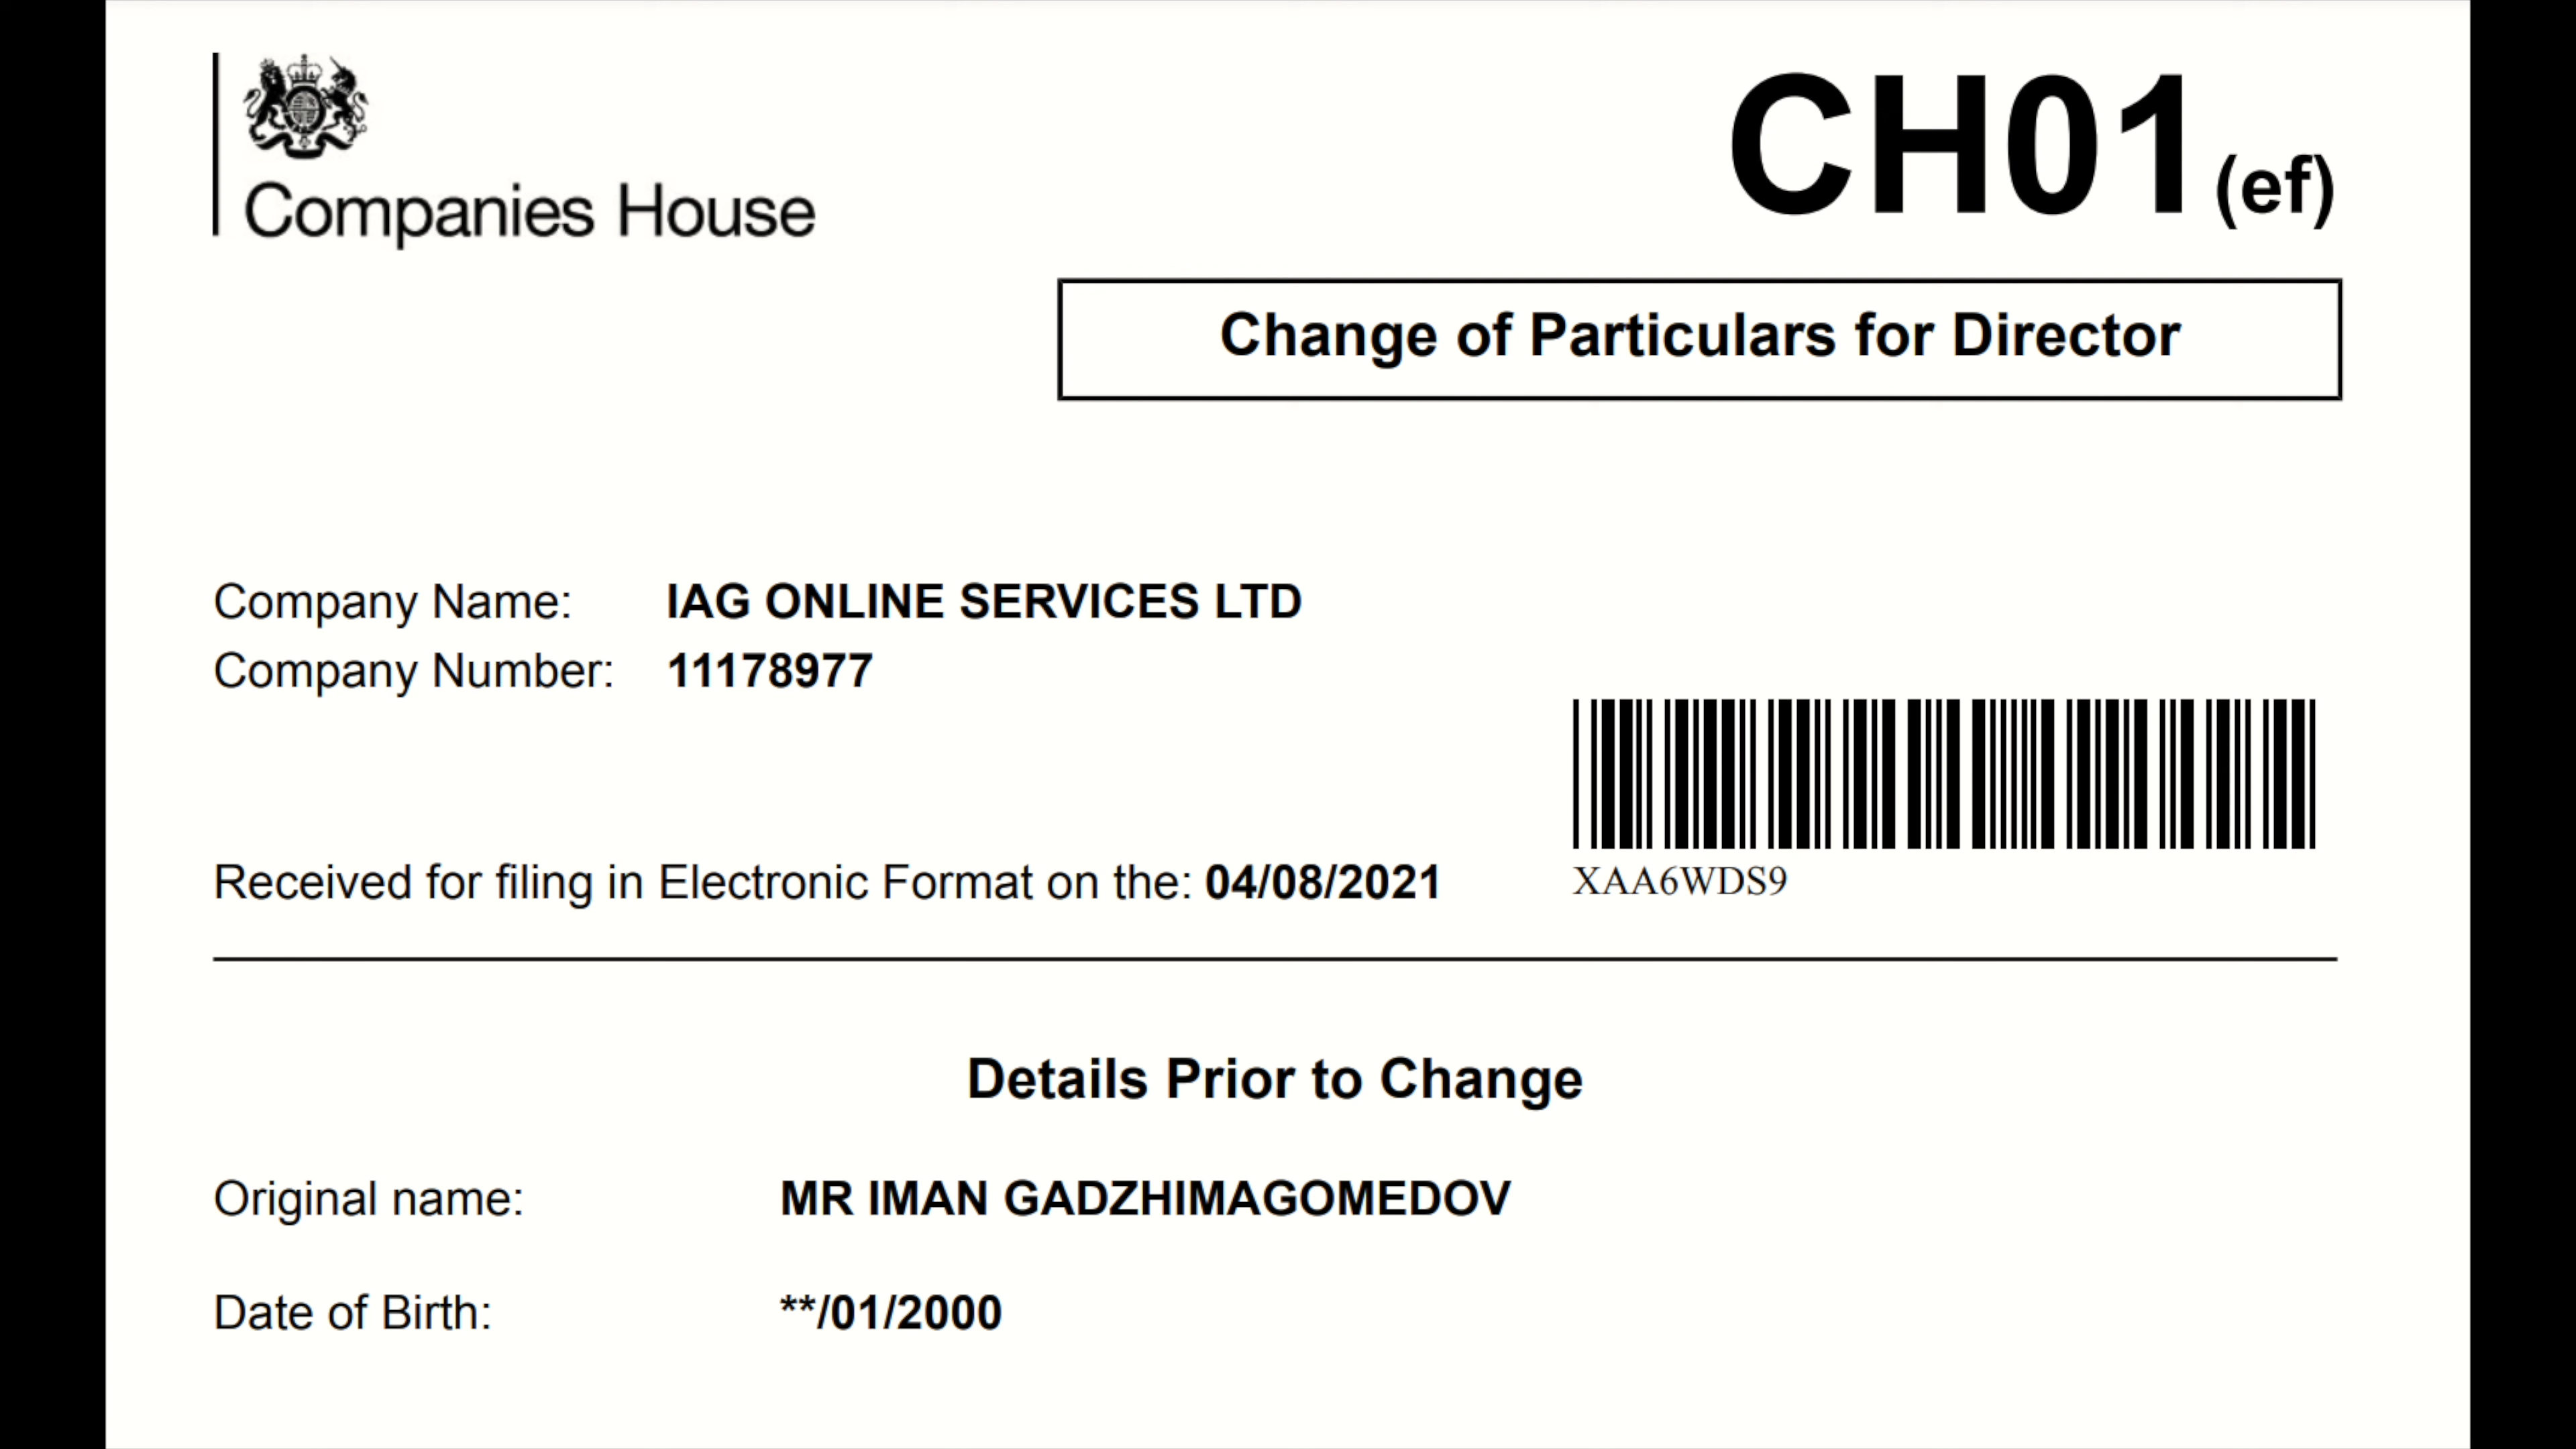 Companies House
CH01(ef)
Change of Particulars for Director
Company Name: IAG ONLINE SERVICES LTD
Company Number: 11178977
Received for filing in Electronic Format on the: 04/08/2021
XAA6WDS9
Details Prior to Change
Original name: MR IMAN GADZHIMAGOMEDOV
Date of Birth: **/01/2000